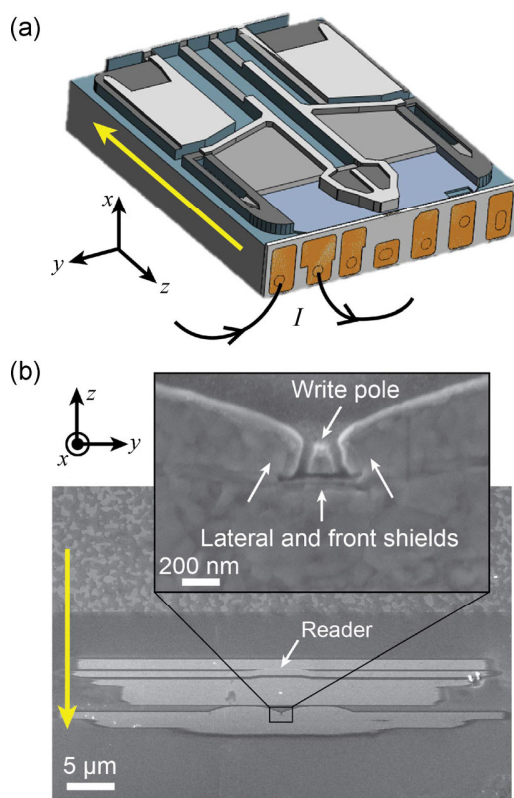 (a)
x
y
z
I
(b)
z
x
y
Write pole
Lateral and front shields
200 nm
Reader
5 µm